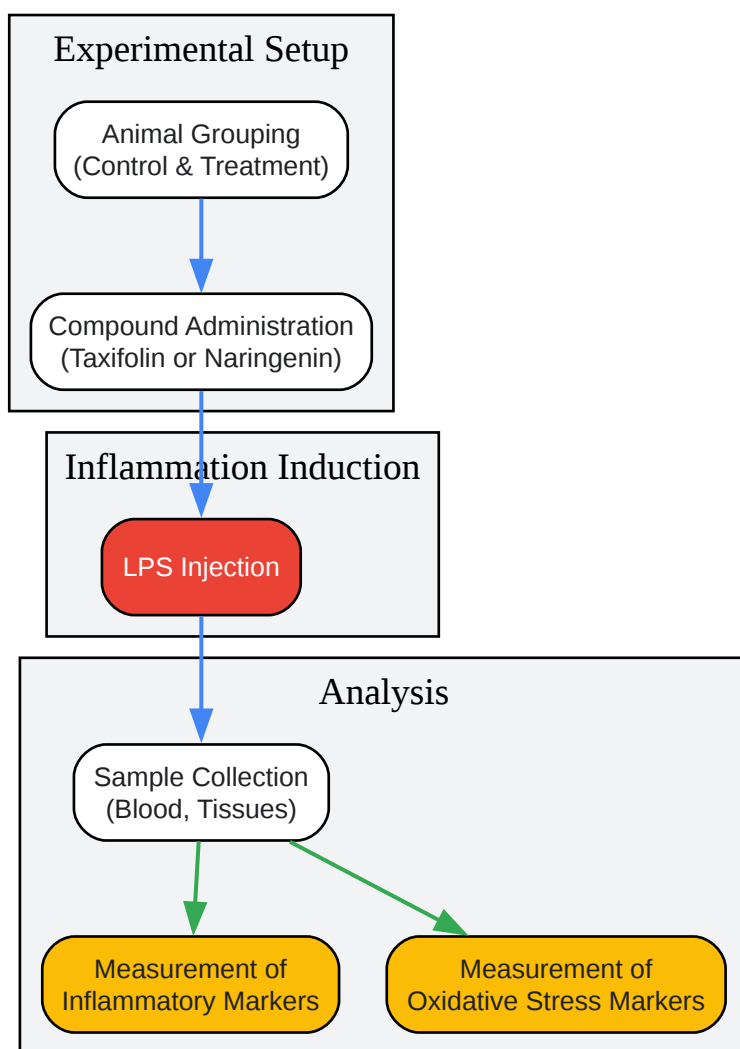 Experimental Setup
Animal Grouping
(Control & Treatment)
Compound Administration
(Taxifolin or Naringenin)
Inflammation Induction
LPS Injection
Analysis
Sample Collection
(Blood, Tissues)
Measurement of
Inflammatory Markers
Measurement of
Oxidative Stress Markers